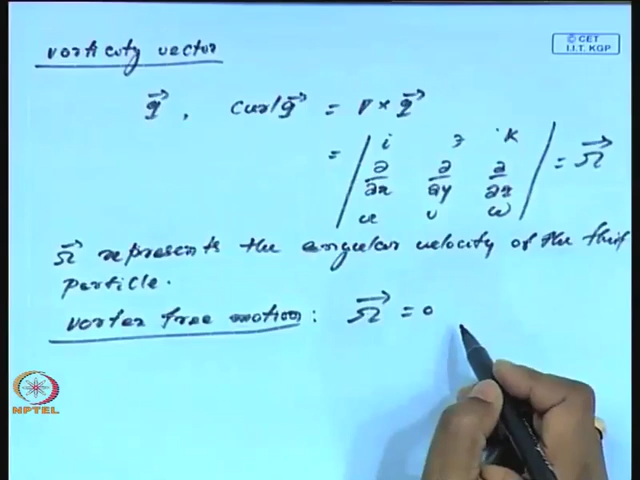 vorticity vector
© CET
I.I.T. KGP
q⃗, curl q⃗ = ∇ × q⃗
= | i j k |
| ∂/∂x ∂/∂y ∂/∂z | = Ω⃗
| u v w |
Ω⃗ represents the angular velocity of the fluid
particle.
vortex free motion : Ω⃗ = 0
NPTEL